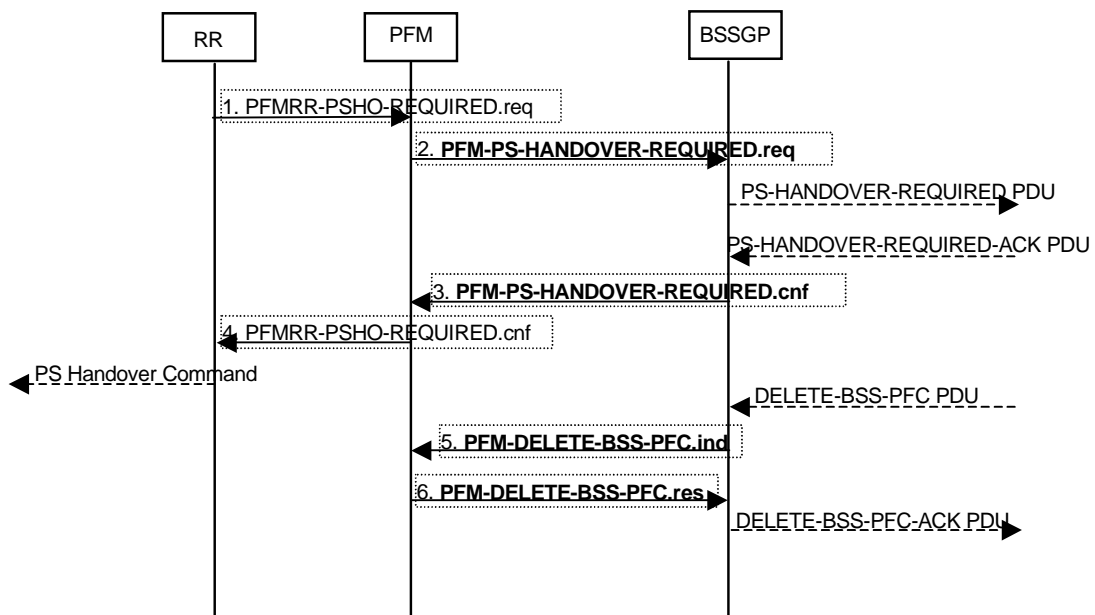 RR
PFM
BSSGP
1. PFMRR-PSHO-REQUIRED.req
2. PFM-PS-HANDOVER-REQUIRED.req
PS-HANDOVER-REQUIRED PDU
PS-HANDOVER-REQUIRED-ACK PDU
3. PFM-PS-HANDOVER-REQUIRED.cnf
4. PFMRR-PSHO-REQUIRED.cnf
PS Handover Command
DELETE-BSS-PFC PDU
5. PFM-DELETE-BSS-PFC.ind
6. PFM-DELETE-BSS-PFC.res
DELETE-BSS-PFC-ACK PDU